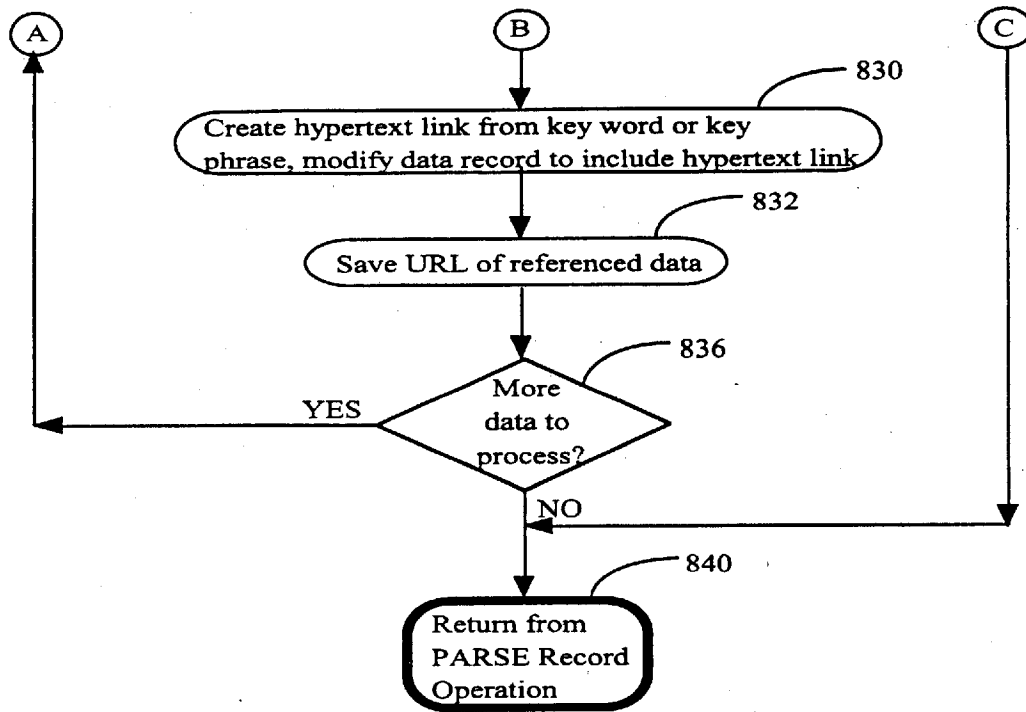 A
B
C
830
Create hypertext link from key word or key
phrase, modify data record to include hypertext link
832
Save URL of referenced data
836
More
data to
process?
YES
NO
840
Return from
PARSE Record
Operation